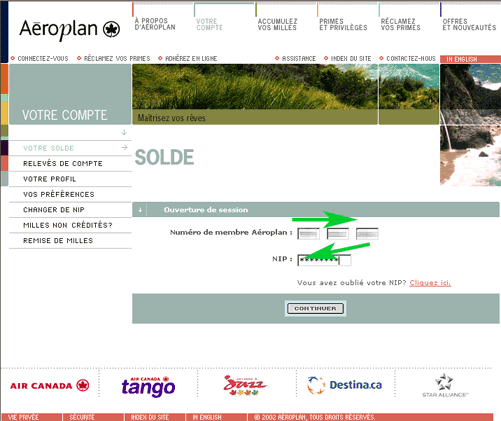 Aéroplan
À PROPOS
D'AÉROPLAN
VOTRE
COMPTE
ACCUMULEZ
VOS MILLES
PRIMES
ET PRIVILÈGES
RÉCLAMEZ
VOS PRIMES
OFFRES
ET NOUVEAUTÉS
CONNECTEZ-VOUS
RÉCLAMEZ VOS PRIMES
ADHÉREZ EN LIGNE
ASSISTANCE
INDEX DU SITE
CONTACTEZ-NOUS
IN ENGLISH
VOTRE COMPTE
Maîtrisez vos rêves
VOTRE SOLDE
RELEVÉS DE COMPTE
VOTRE PROFIL
VOS PRÉFÉRENCES
CHANGER DE NIP
MILLES NON CRÉDITÉS?
REMISE DE MILLES
SOLDE
Ouverture de session
Numéro de membre Aéroplan :
NIP :
Vous avez oublié votre NIP? Cliquez ici.
CONTINUER
AIR CANADA
AIR CANADA
tango
Jazz
Destina.ca
STAR ALLIANCE
VIE PRIVÉE
SÉCURITÉ
INDEX DU SITE
IN ENGLISH
© 2002 AÉROPLAN, TOUS DROITS RÉSERVÉS.